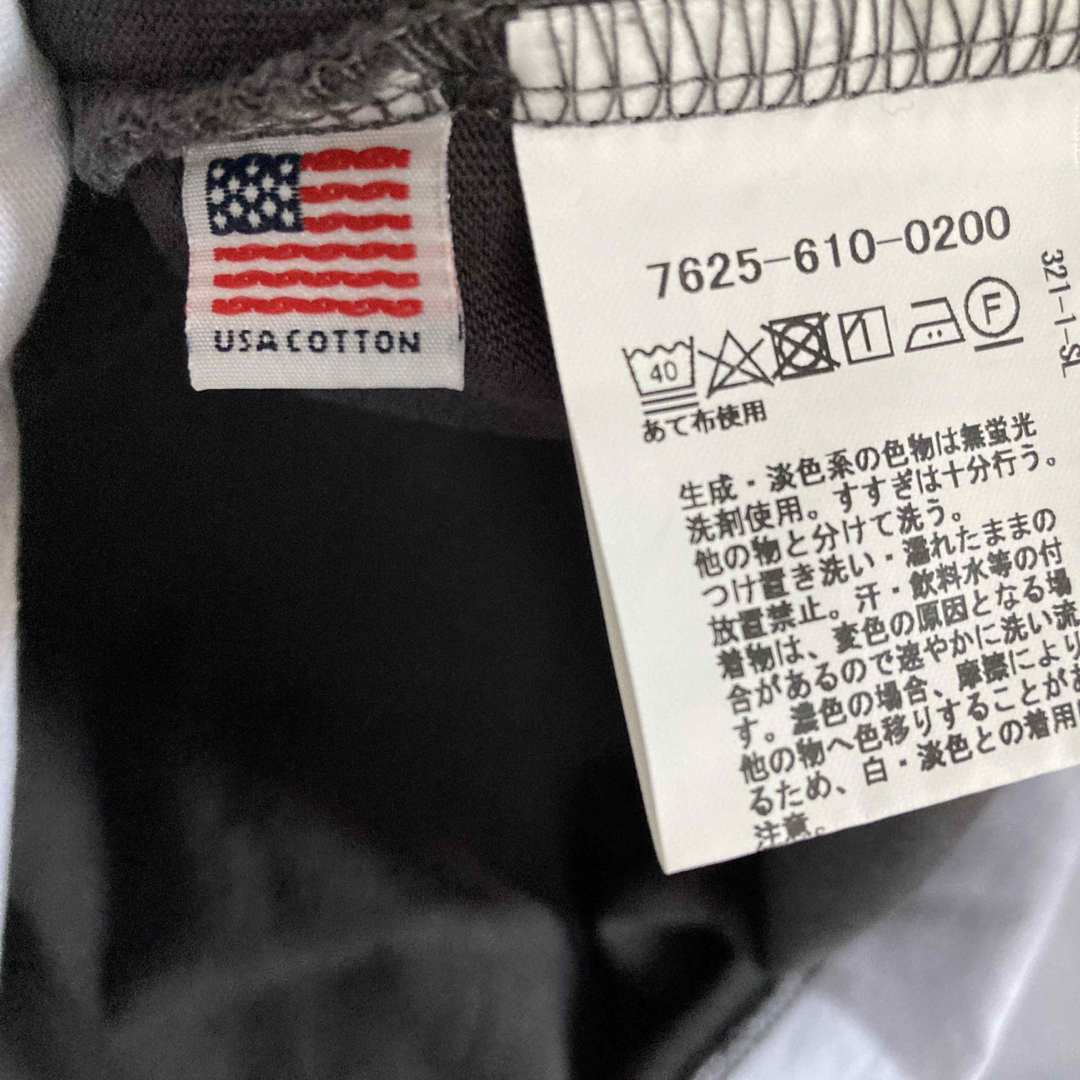 USA COTTON
7625-610-0200
321-1-SL
40
F
あて布使用
生成・淡色系の色物は無蛍光
洗剤使用。すすぎは十分行う。
他の物と分けて洗う。
つけ置き洗い・濡れたままの
放置禁止。汗・飲料水等の付
着物は、変色の原因となる場
合があるので速やかに洗い流
す。濃色の場合、摩擦により
他の物へ色移りすることがあ
るため、白・淡色との着用
注意。